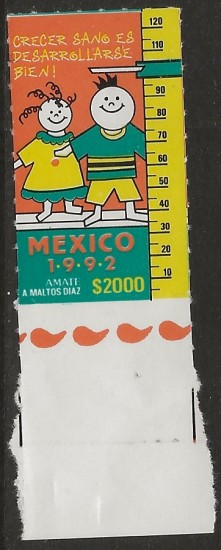 CRECER SANO ES
DESARROLLARSE
BIEN!
120
110
90
80
70
60
50
40
30
20
10
MEXICO
1·9·9·2
AMATE
A MALTOS DIAZ
$2000